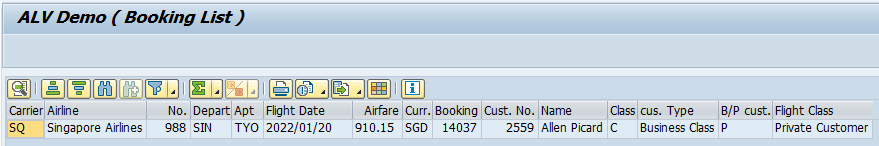 ALV Demo ( Booking List )
Carrier Airline No. Depart Apt Flight Date Airfare Curr. Booking Cust. No. Name Class cus. Type B/P cust. Flight Class
SQ Singapore Airlines 988 SIN TYO 2022/01/20 910.15 SGD 14037 2559 Allen Picard C Business Class P Private Customer